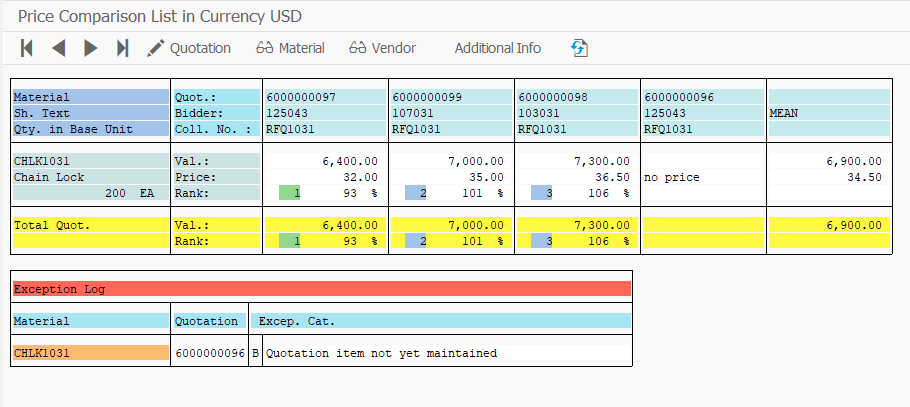 Price Comparison List in Currency USD
Quotation Material Vendor Additional Info
Material Quot.: 6000000097 6000000099 6000000098 6000000096
Sh. Text Bidder: 125043 107031 103031 125043 MEAN
Qty. in Base Unit Coll. No. : RFQ1031 RFQ1031 RFQ1031 RFQ1031
CHLK1031 Val.: 6,400.00 7,000.00 7,300.00 6,900.00
Chain Lock Price: 32.00 35.00 36.50 no price 34.50
200 EA Rank: 1 93 % 2 101 % 3 106 %
Total Quot. Val.: 6,400.00 7,000.00 7,300.00 6,900.00
Rank: 1 93 % 2 101 % 3 106 %
Exception Log
Material Quotation Excep. Cat.
CHLK1031 6000000096 B Quotation item not yet maintained